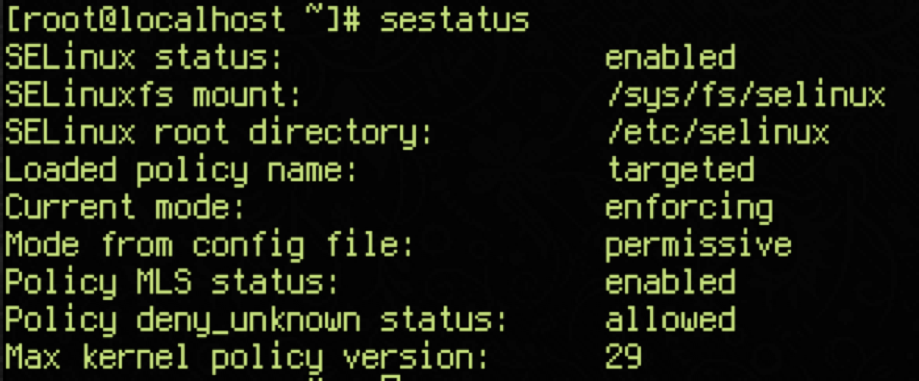 [root@localhost ~]# sestatus
SELinux status: enabled
SELinuxfs mount: /sys/fs/selinux
SELinux root directory: /etc/selinux
Loaded policy name: targeted
Current mode: enforcing
Mode from config file: permissive
Policy MLS status: enabled
Policy deny_unknown status: allowed
Max kernel policy version: 29